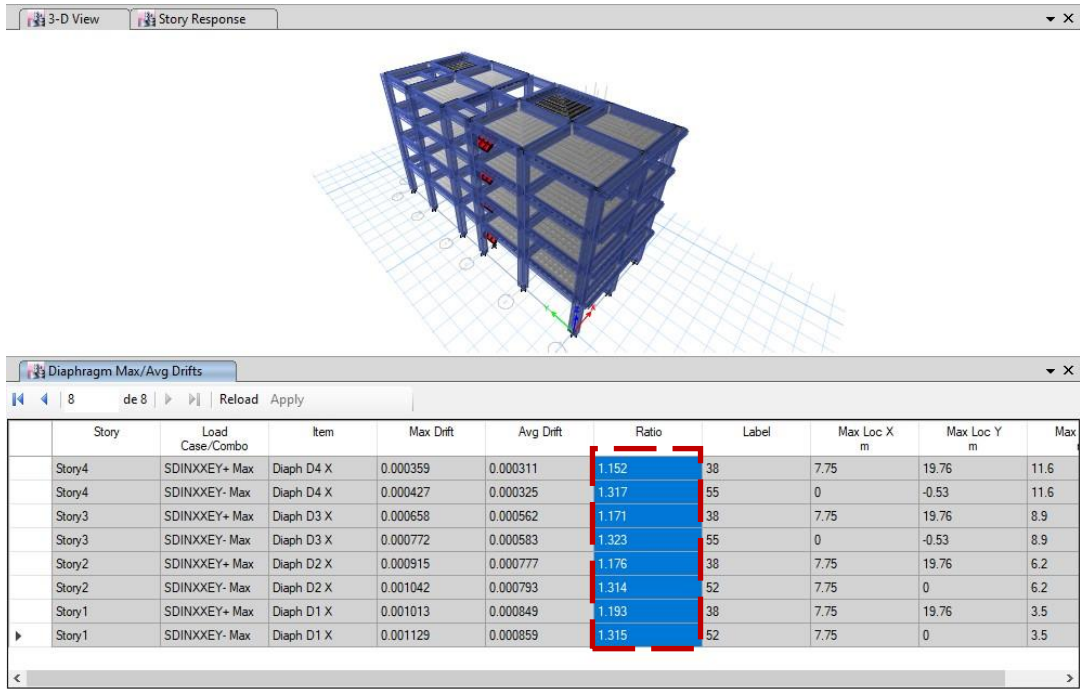 3-D View Story Response
Diaphragm Max/Avg Drifts
8 de 8 Reload Apply
Story Load Case/Combo Item Max Drift Avg Drift Ratio Label Max Loc X m Max Loc Y m Max
Story4 SDINXXEY+ Max Diaph D4 X 0.000359 0.000311 1.152 38 7.75 19.76 11.6
Story4 SDINXXEY- Max Diaph D4 X 0.000427 0.000325 1.317 55 0 -0.53 11.6
Story3 SDINXXEY+ Max Diaph D3 X 0.000658 0.000562 1.171 38 7.75 19.76 8.9
Story3 SDINXXEY- Max Diaph D3 X 0.000772 0.000583 1.323 55 0 -0.53 8.9
Story2 SDINXXEY+ Max Diaph D2 X 0.000915 0.000777 1.176 38 7.75 19.76 6.2
Story2 SDINXXEY- Max Diaph D2 X 0.001042 0.000793 1.314 52 7.75 0 6.2
Story1 SDINXXEY+ Max Diaph D1 X 0.001013 0.000849 1.193 38 7.75 19.76 3.5
Story1 SDINXXEY- Max Diaph D1 X 0.001129 0.000859 1.315 52 7.75 0 3.5